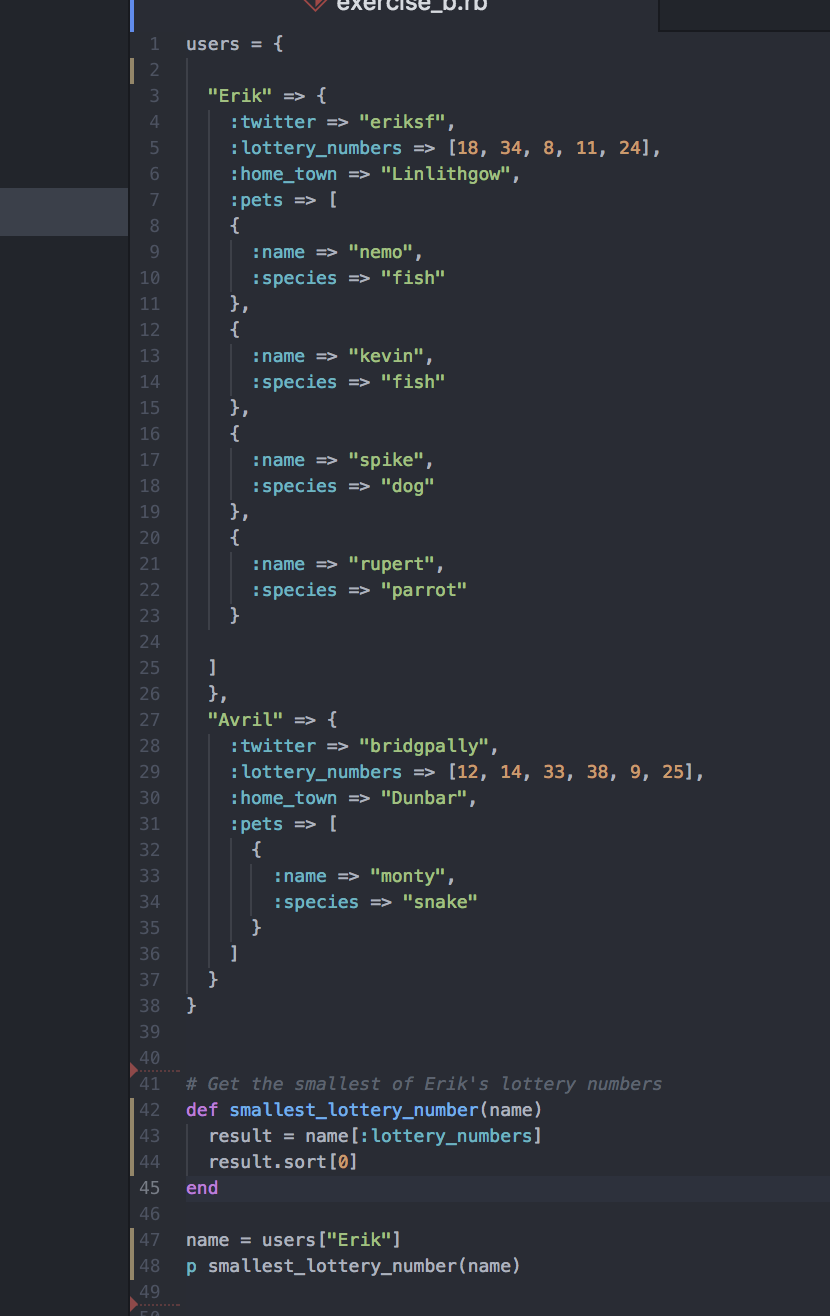 exercise_b.rb
1 users = {
2
3 "Erik" => {
4 :twitter => "eriksf",
5 :lottery_numbers => [18, 34, 8, 11, 24],
6 :home_town => "Linlithgow",
7 :pets => [
8 {
9 :name => "nemo",
10 :species => "fish"
11 },
12 {
13 :name => "kevin",
14 :species => "fish"
15 },
16 {
17 :name => "spike",
18 :species => "dog"
19 },
20 {
21 :name => "rupert",
22 :species => "parrot"
23 }
24
25 ]
26 },
27 "Avril" => {
28 :twitter => "bridgpally",
29 :lottery_numbers => [12, 14, 33, 38, 9, 25],
30 :home_town => "Dunbar",
31 :pets => [
32 {
33 :name => "monty",
34 :species => "snake"
35 }
36 ]
37 }
38 }
39
40
41 # Get the smallest of Erik's lottery numbers
42 def smallest_lottery_number(name)
43 result = name[:lottery_numbers]
44 result.sort[0]
45 end
46
47 name = users["Erik"]
48 p smallest_lottery_number(name)
49
50